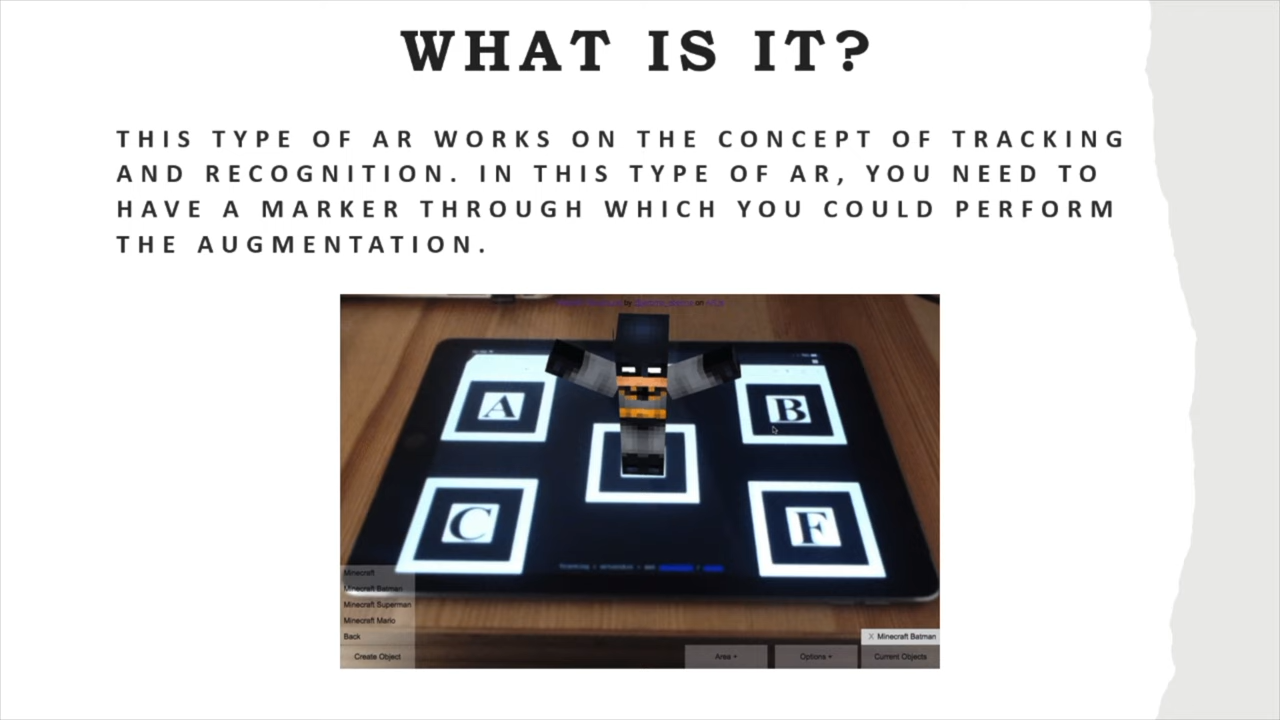 WHAT IS IT?
THIS TYPE OF AR WORKS ON THE CONCEPT OF TRACKING
AND RECOGNITION. IN THIS TYPE OF AR, YOU NEED TO
HAVE A MARKER THROUGH WHICH YOU COULD PERFORM
THE AUGMENTATION.
by on
A
B
C
F
Minecraft
Minecraft Batman
Minecraft Superman
Minecraft Mario
Back
X Minecraft Batman
Create Object
Area +
Options +
Current Objects